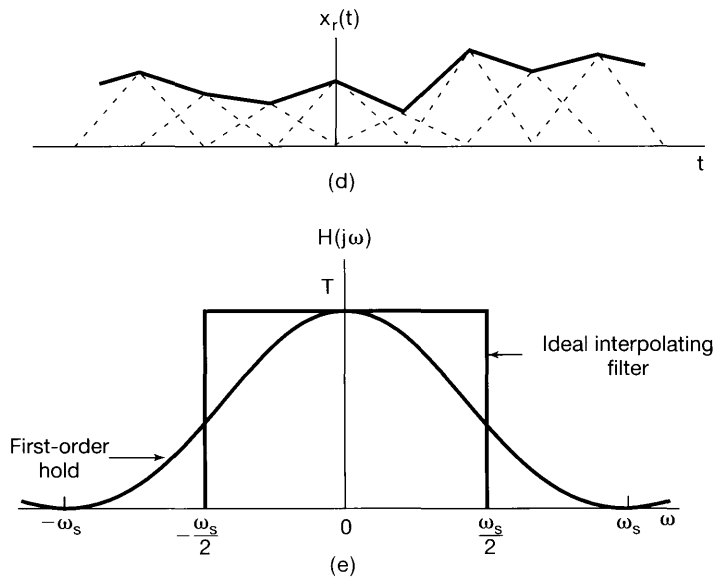 xᵣ(t)
t
(d)
H(jω)
T
Ideal interpolating
filter
First-order
hold
−ωₛ
−ωₛ/2
0
ωₛ/2
ωₛ
ω
(e)